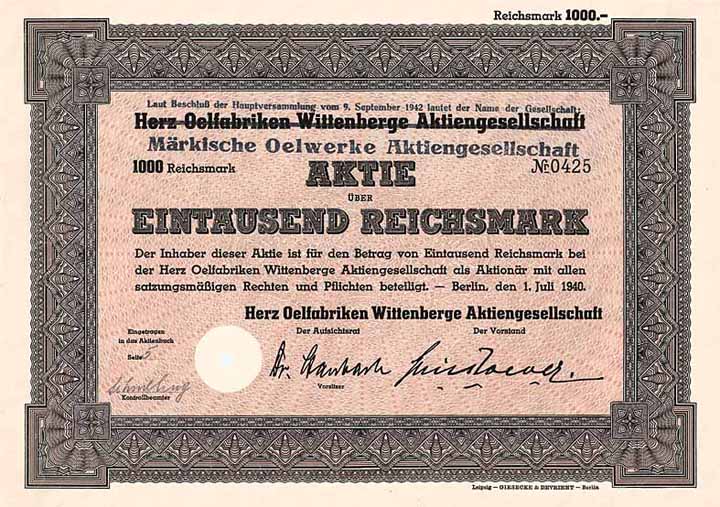 Reichsmark 1000.-
Laut Beschluß der Hauptversammlung vom 9. September 1942 lautet der Name der Gesellschaft:
Herz Oelfabriken Wittenberge Aktiengesellschaft
Märkische Oelwerke Aktiengesellschaft
1000 Reichsmark
AKTIE
№ 0425
ÜBER
EINTAUSEND REICHSMARK
Der Inhaber dieser Aktie ist für den Betrag von Eintausend Reichsmark bei
der Herz Oelfabriken Wittenberge Aktiengesellschaft als Aktionär mit allen
satzungsmäßigen Rechten und Pflichten beteiligt. — Berlin, den 1. Juli 1940.
Herz Oelfabriken Wittenberge Aktiengesellschaft
Der Aufsichtsrat
Der Vorstand
Eingetragen
in das Aktienbuch
Seite
Dr.
Vorsitzer
Kontrollbeamter
Leipzig — GIESECKE & DEVRIENT — Berlin